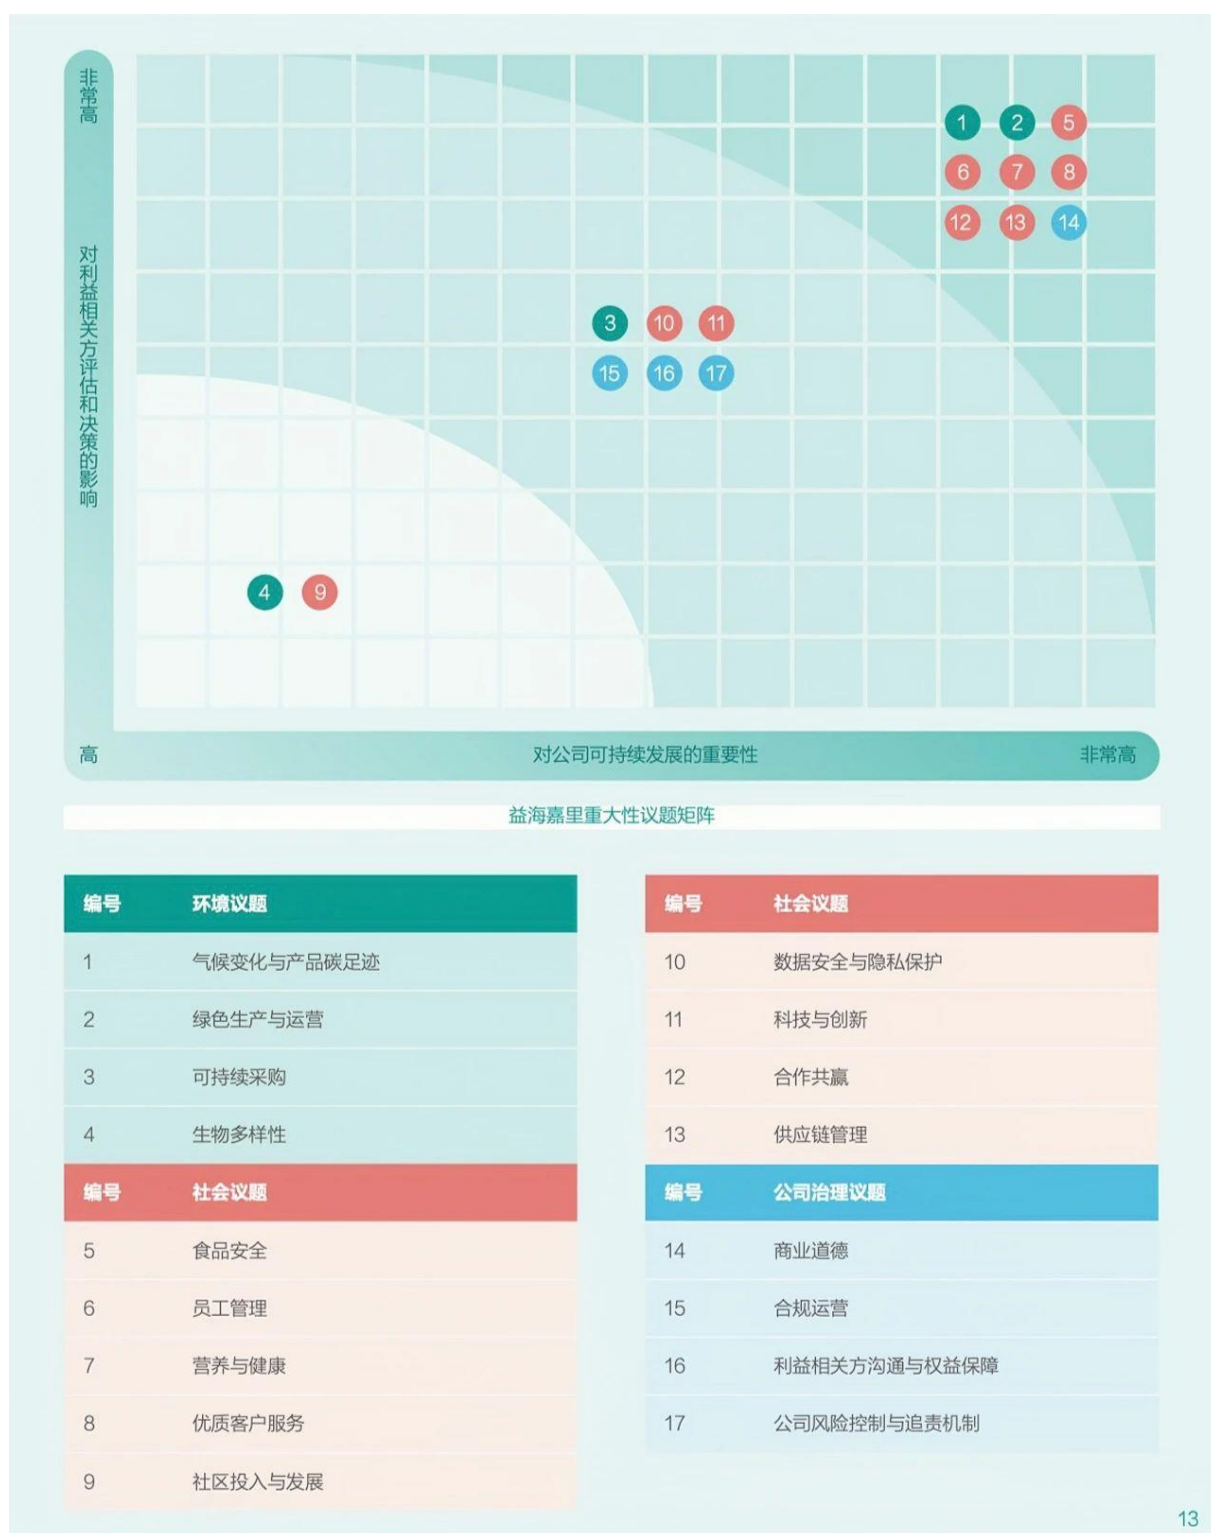 非常高
对利益相关方评估和决策的影响
1 2 5
6 7 8
12 13 14
3 10 11
15 16 17
4 9
高 对公司可持续发展的重要性 非常高
益海嘉里重大性议题矩阵
编号 环境议题
1 气候变化与产品碳足迹
2 绿色生产与运营
3 可持续采购
4 生物多样性
编号 社会议题
5 食品安全
6 员工管理
7 营养与健康
8 优质客户服务
9 社区投入与发展
编号 社会议题
10 数据安全与隐私保护
11 科技与创新
12 合作共赢
13 供应链管理
编号 公司治理议题
14 商业道德
15 合规运营
16 利益相关方沟通与权益保障
17 公司风险控制与追责机制
13